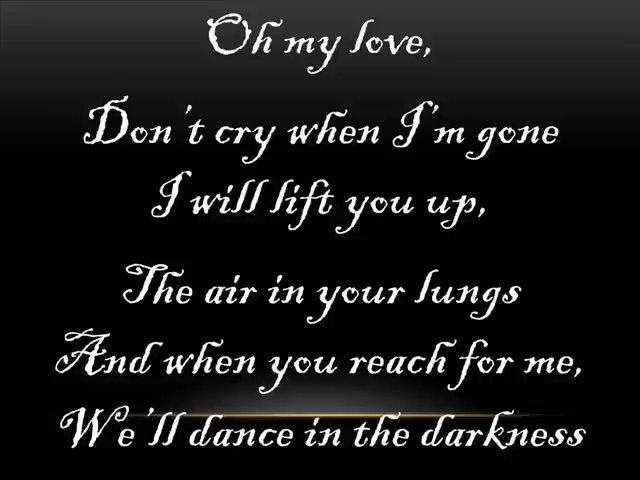 Oh my love,
Don't cry when I'm gone
I will lift you up,
The air in your lungs
And when you reach for me,
We'll dance in the darkness